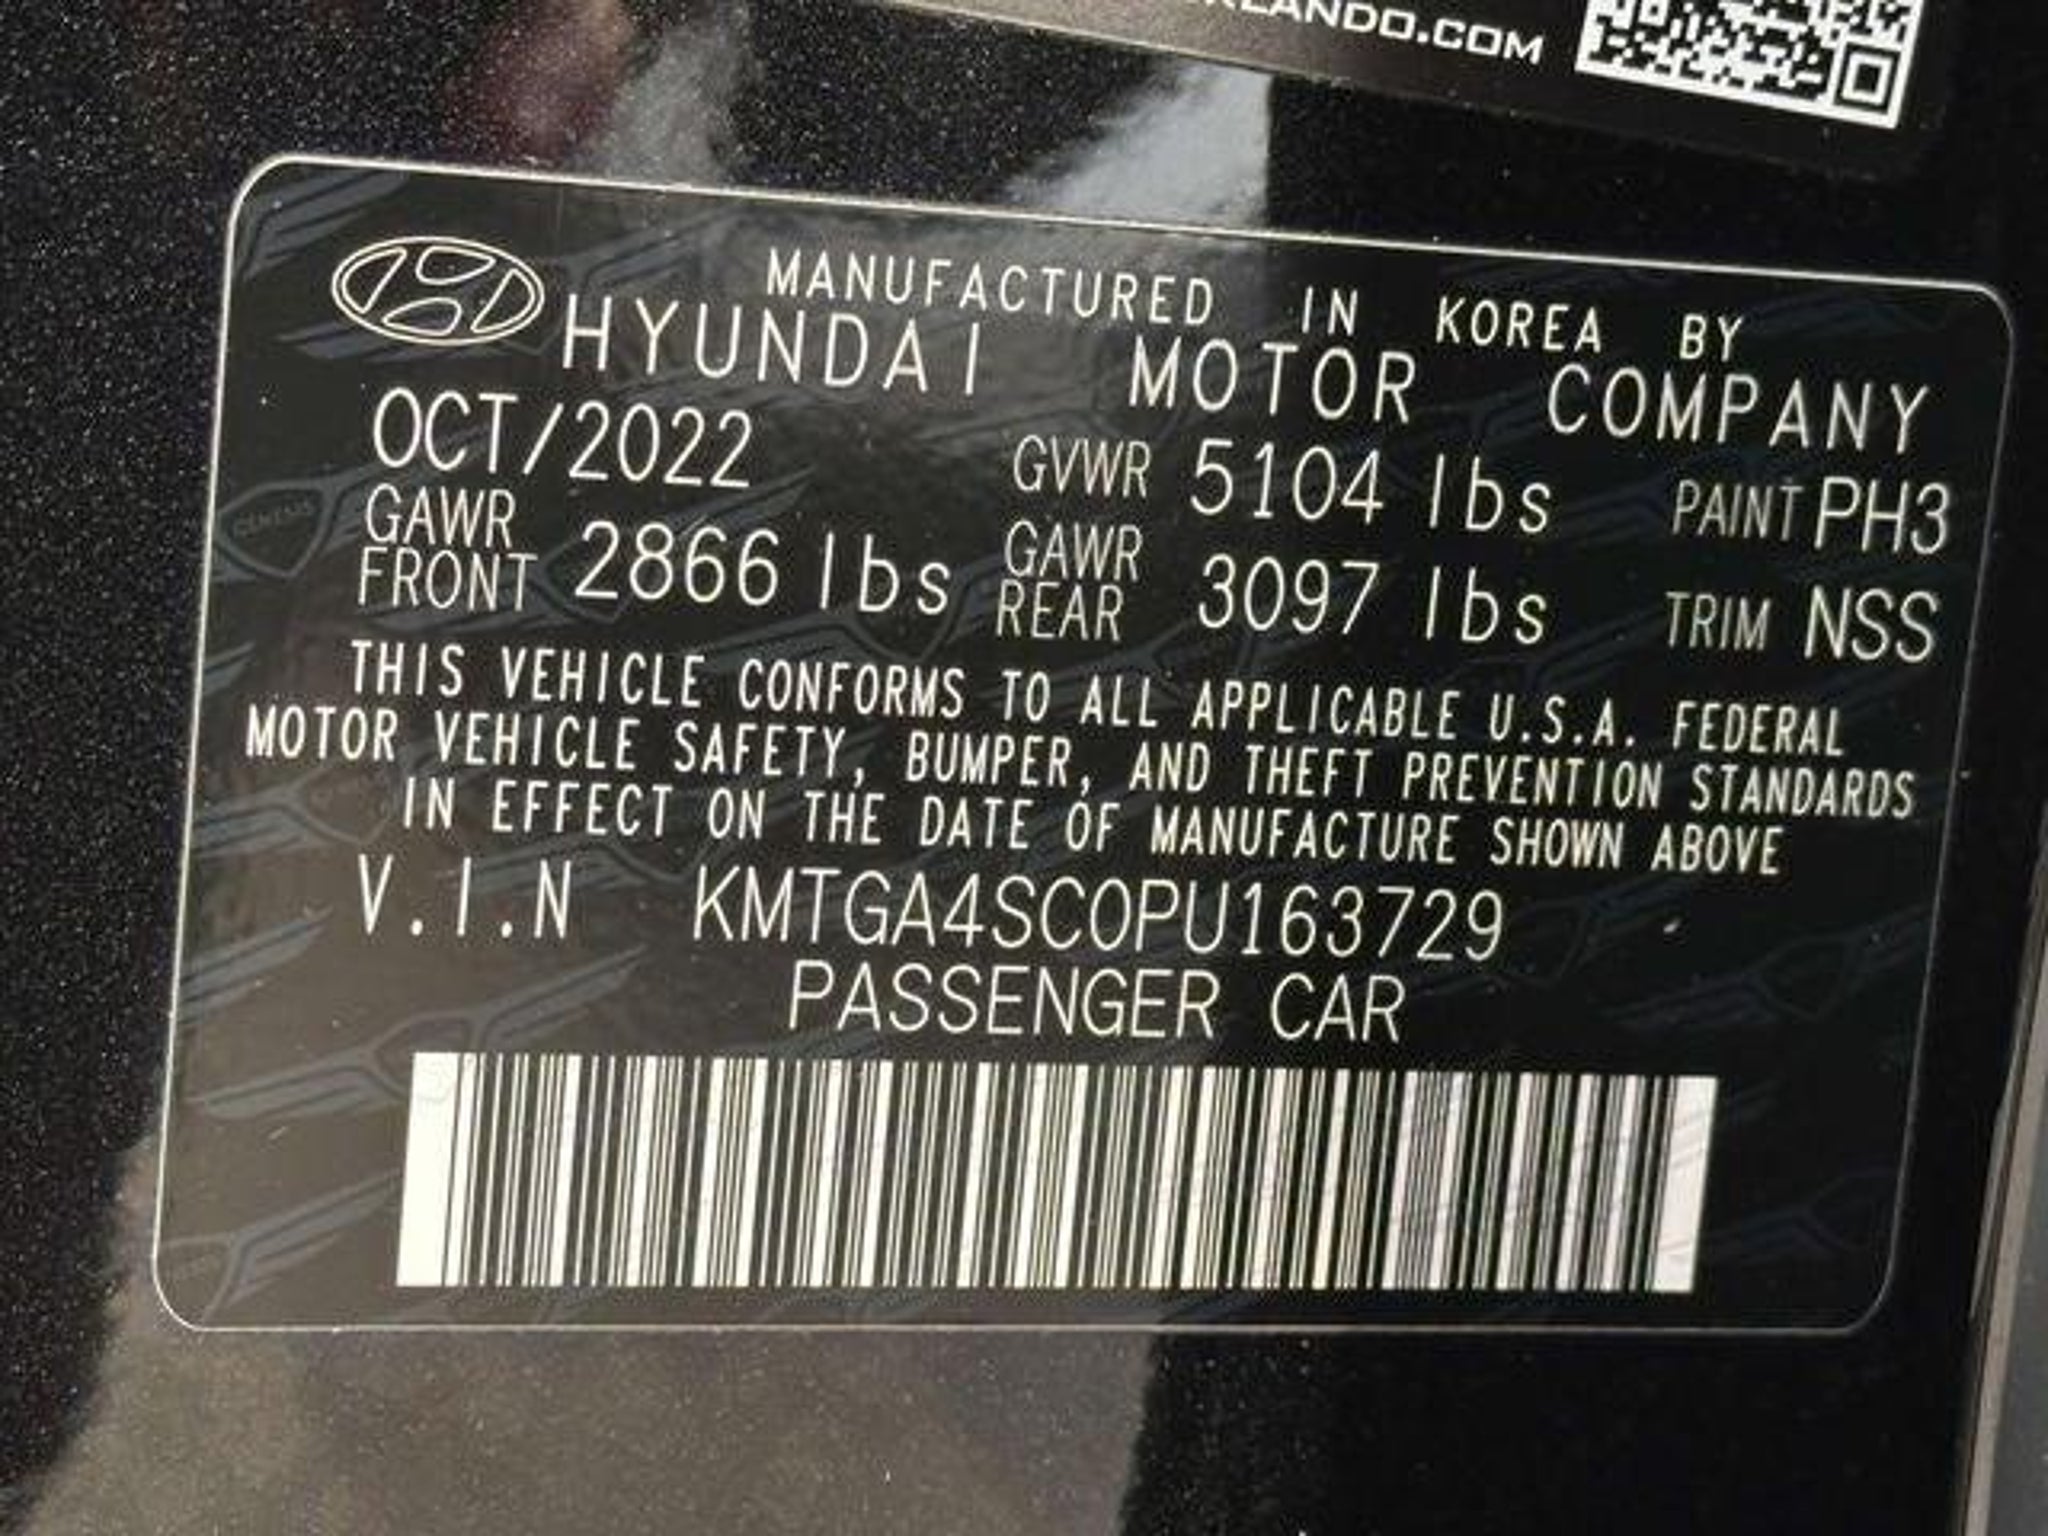 LANDO.COM
MANUFACTURED IN KOREA BY
HYUNDAI MOTOR COMPANY
OCT/2022 GVWR 5104 lbs PAINT PH3
GAWR FRONT 2866 lbs GAWR REAR 3097 lbs TRIM NSS
THIS VEHICLE CONFORMS TO ALL APPLICABLE U.S.A. FEDERAL
MOTOR VEHICLE SAFETY, BUMPER, AND THEFT PREVENTION STANDARDS
IN EFFECT ON THE DATE OF MANUFACTURE SHOWN ABOVE
V.I.N KMTGA4SC0PU163729
PASSENGER CAR